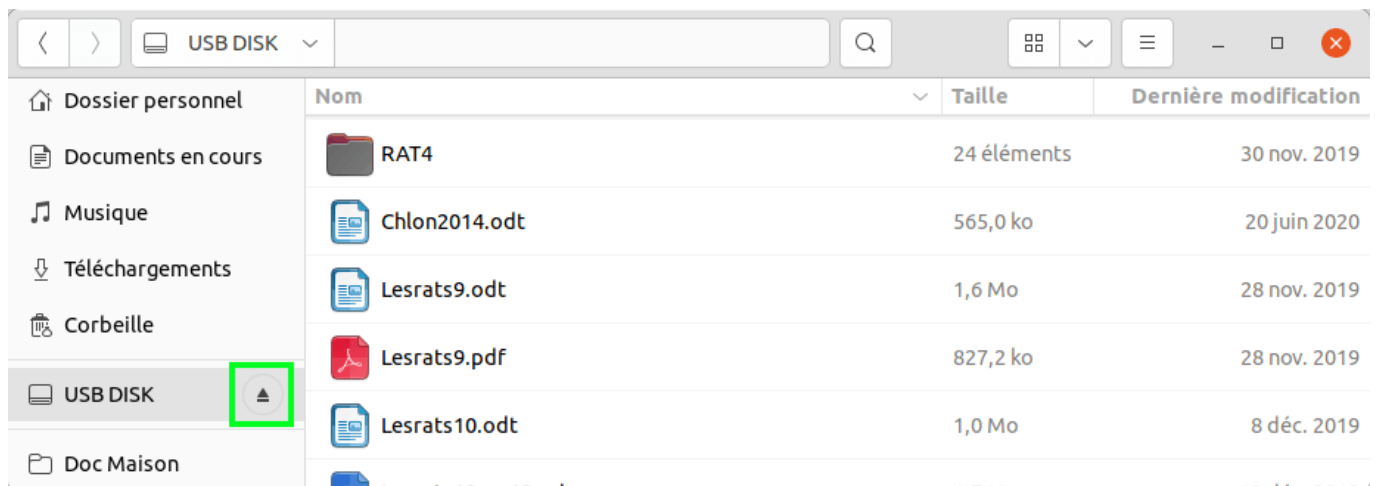 USB DISK
Dossier personnel
Documents en cours
Musique
Téléchargements
Corbeille
USB DISK
Doc Maison
Nom Taille Dernière modification
RAT4 24 éléments 30 nov. 2019
Chlon2014.odt 565,0 ko 20 juin 2020
Lesrats9.odt 1,6 Mo 28 nov. 2019
Lesrats9.pdf 827,2 ko 28 nov. 2019
Lesrats10.odt 1,0 Mo 8 déc. 2019